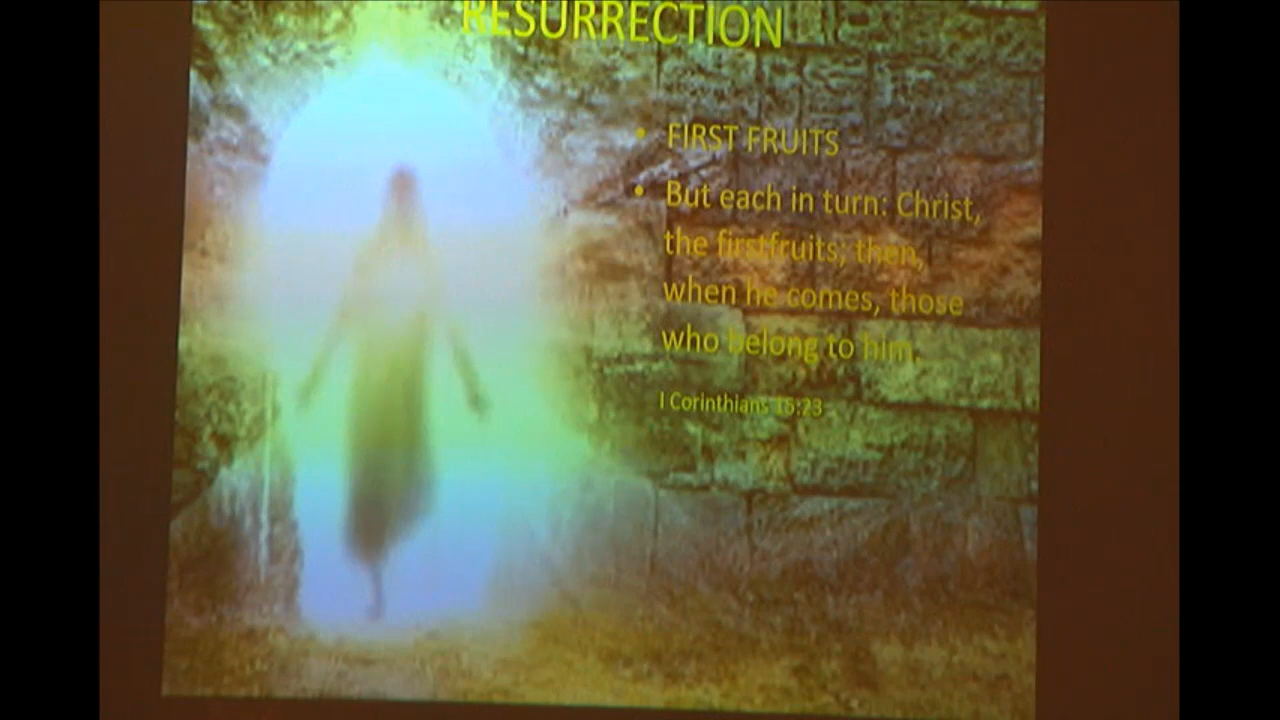 RESURRECTION
• FIRST FRUITS
• But each in turn: Christ,
the firstfruits; then,
when he comes, those
who belong to him.
I Corinthians 15:23